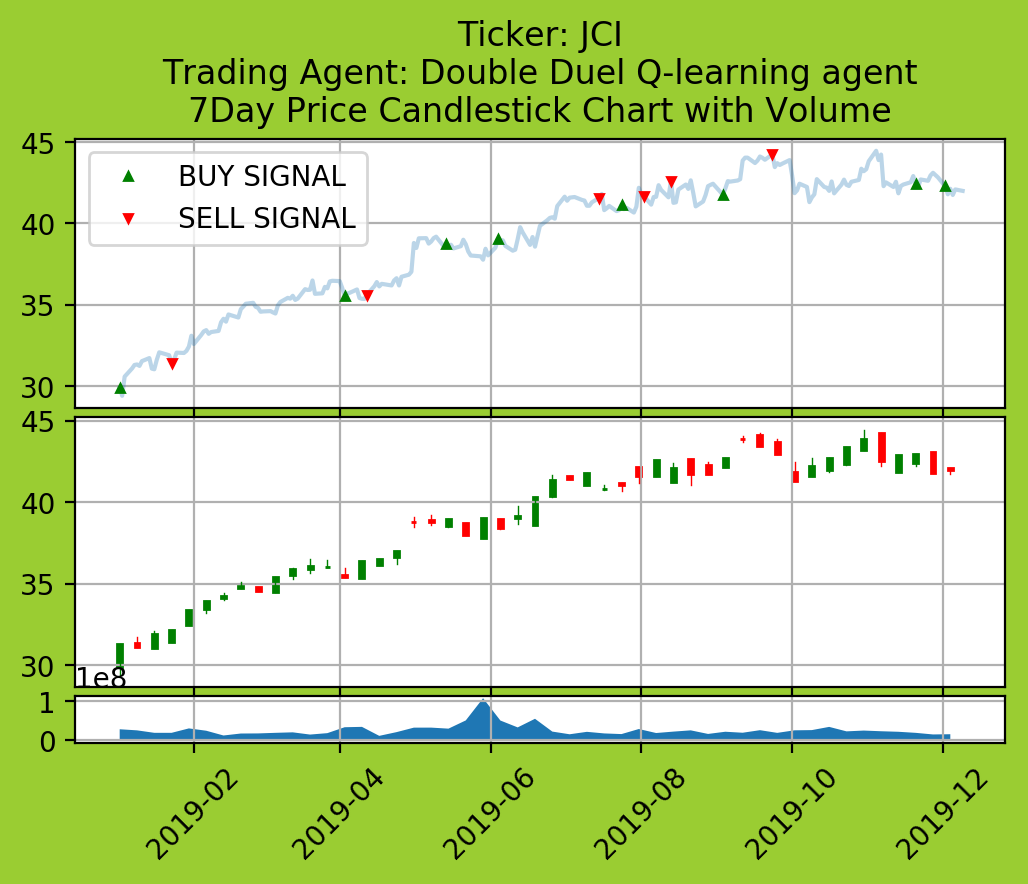 Ticker: JCI
Trading Agent: Double Duel Q-learning agent
7Day Price Candlestick Chart with Volume
45
40
35
30
BUY SIGNAL
SELL SIGNAL
45
40
35
30
1e8
1
0
2019-02
2019-04
2019-06
2019-08
2019-10
2019-12